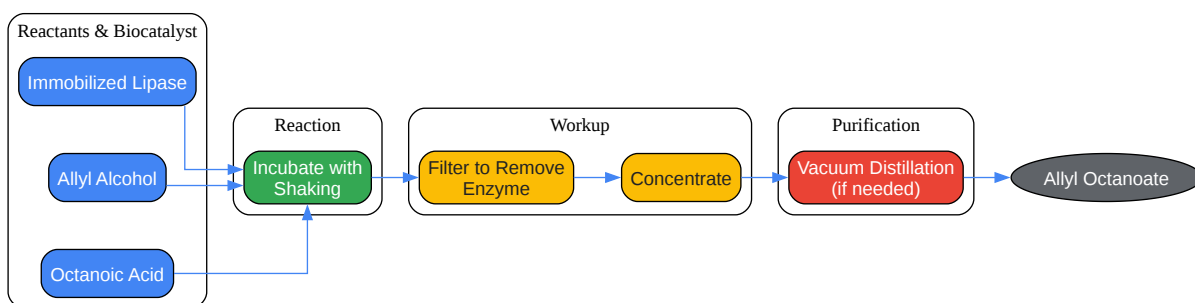 Reactants & Biocatalyst
Immobilized Lipase
Allyl Alcohol
Octanoic Acid
Reaction
Incubate with
Shaking
Workup
Filter to Remove
Enzyme
Concentrate
Purification
Vacuum Distillation
(if needed)
Allyl Octanoate